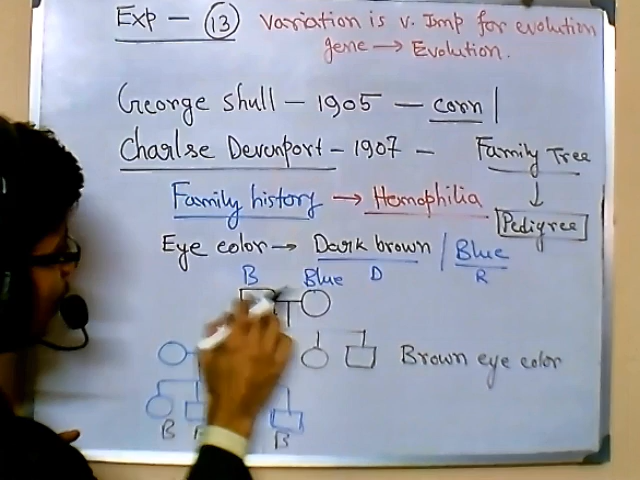 Exp - 13 Variation is v. Imp for evolution
gene → Evolution.
George Shull - 1905 - corn |
Charlse Devenport - 1907 - Family Tree
Family history → Hemophilia ↓
Pedigree
Eye color → Dark brown / Blue
B Blue D R
Brown eye color
B B